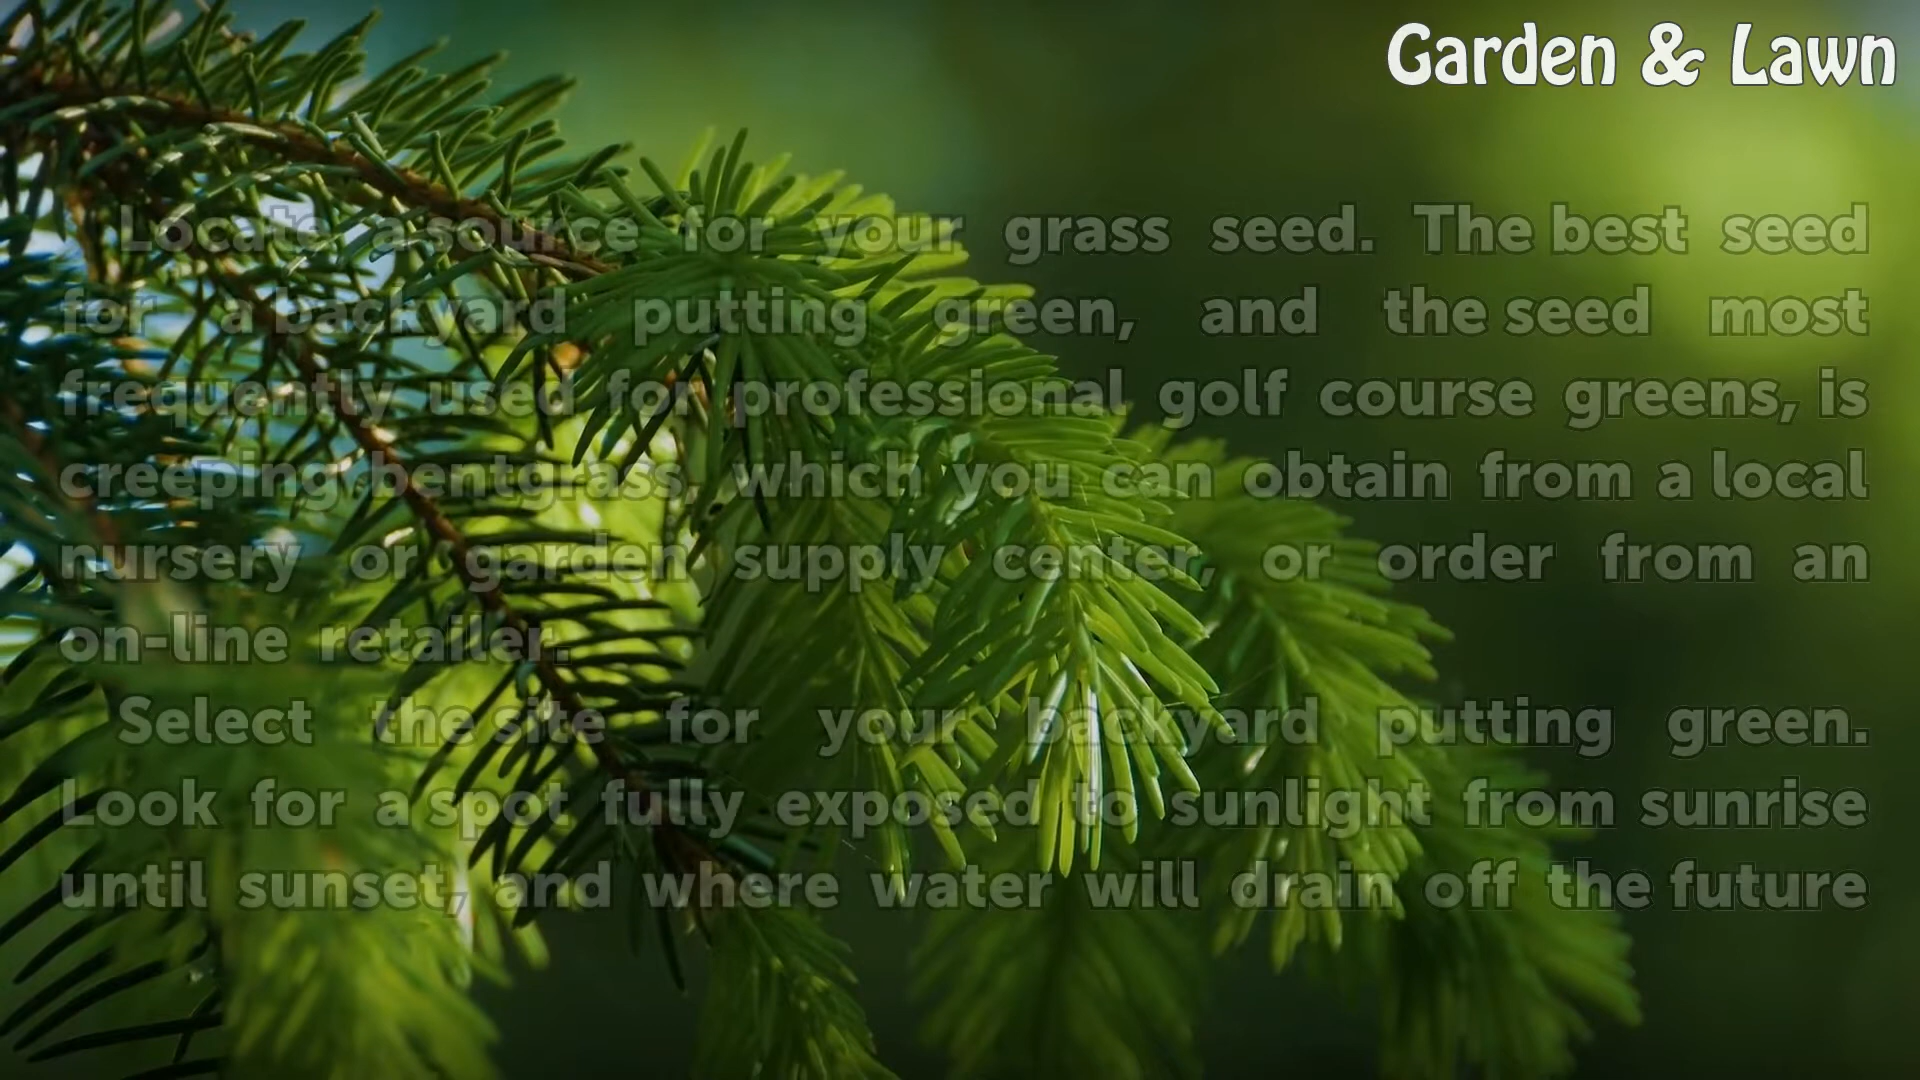 Garden & Lawn
Locate a source for your grass seed. The best seed
for a backyard putting green, and the seed most
frequently used for professional golf course greens, is
creeping bentgrass, which you can obtain from a local
nursery or garden supply center, or order from an
on-line retailer.
Select the site for your backyard putting green.
Look for a spot fully exposed to sunlight from sunrise
until sunset, and where water will drain off the future